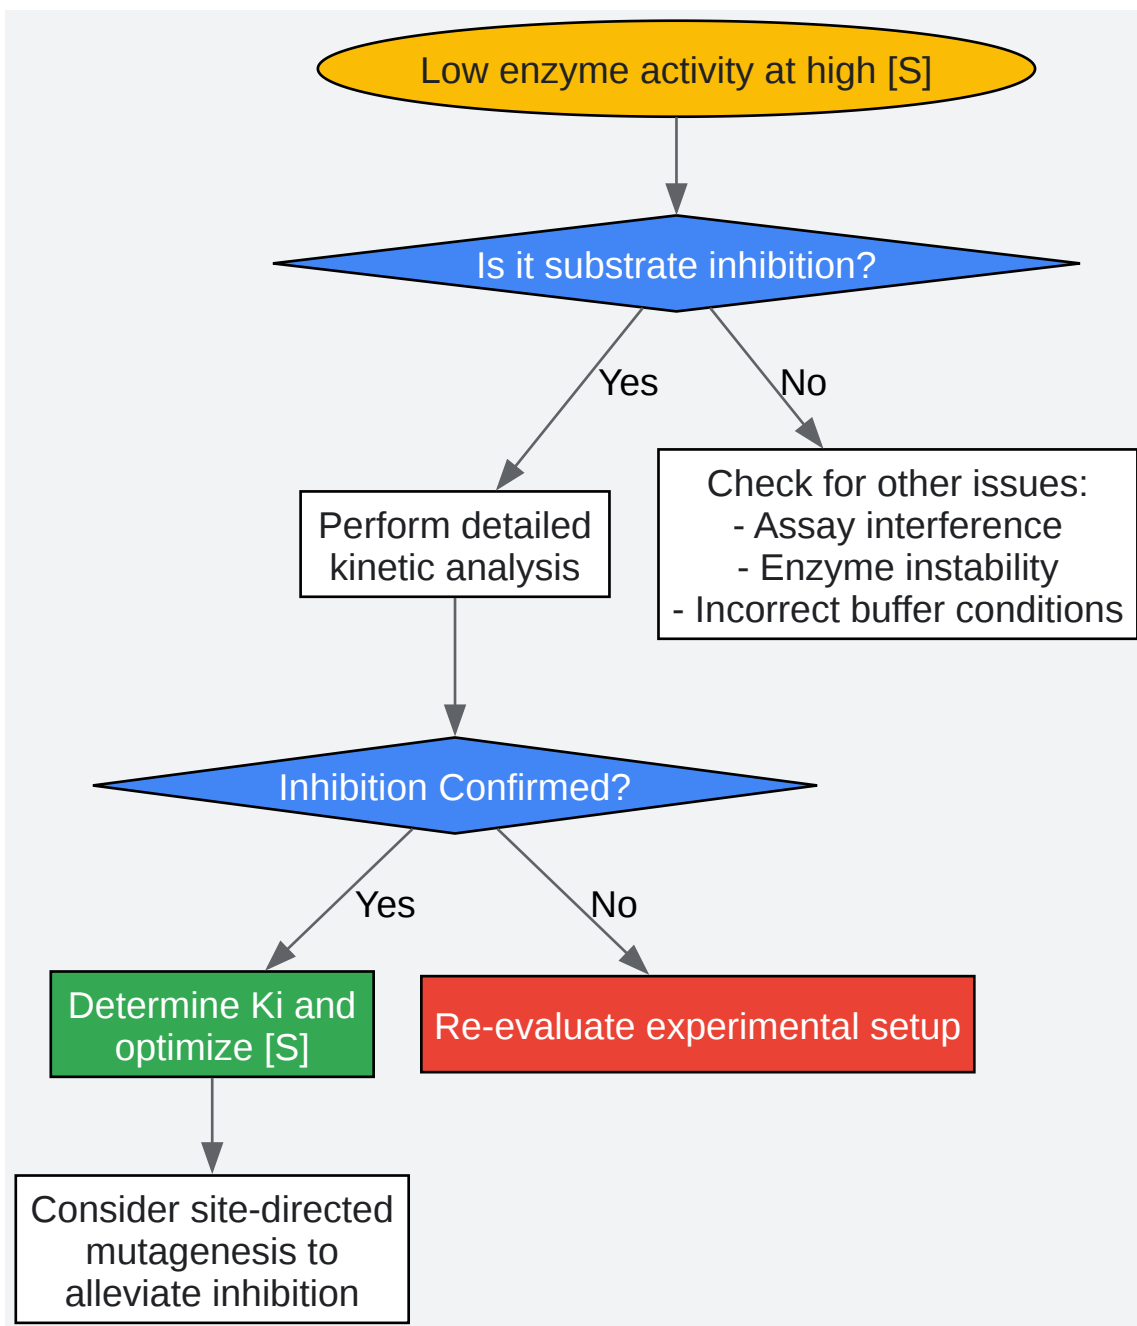 Low enzyme activity at high [S]
Is it substrate inhibition?
Yes
No
Perform detailed
kinetic analysis
Check for other issues:
- Assay interference
- Enzyme instability
- Incorrect buffer conditions
Inhibition Confirmed?
Yes
No
Determine Ki and
optimize [S]
Re-evaluate experimental setup
Consider site-directed
mutagenesis to
alleviate inhibition